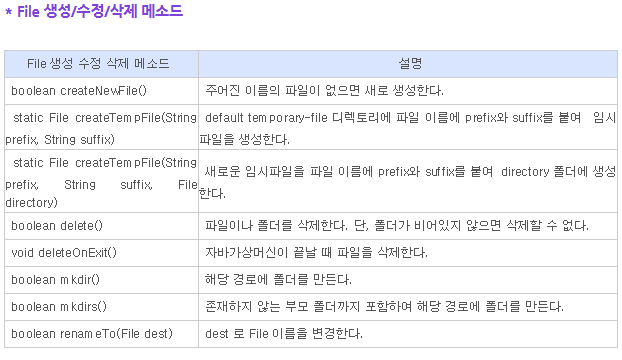 * File 생성/수정/삭제 메소드
File 생성 수정 삭제 메소드 설명
boolean createNewFile() 주어진 이름의 파일이 없으면 새로 생성한다.
static File createTempFile(String
prefix, String suffix)
default temporary-file 디렉토리에 파일 이름에 prefix와 suffix를 붙여 임시
파일을 생성한다.
static File createTempFile(String
prefix, String suffix, File
directory)
새로운 임시파일을 파일 이름에 prefix와 suffix를 붙여 directory 폴더에 생성
한다.
boolean delete() 파일이나 폴더를 삭제한다. 단, 폴더가 비어있지 않으면 삭제할 수 없다.
void deleteOnExit() 자바가상머신이 끝날 때 파일을 삭제한다.
boolean mkdir() 해당 경로에 폴더를 만든다.
boolean mkdirs() 존재하지 않는 부모 폴더까지 포함하여 해당 경로에 폴더를 만든다.
boolean renameTo(File dest) dest 로 File 이름을 변경한다.